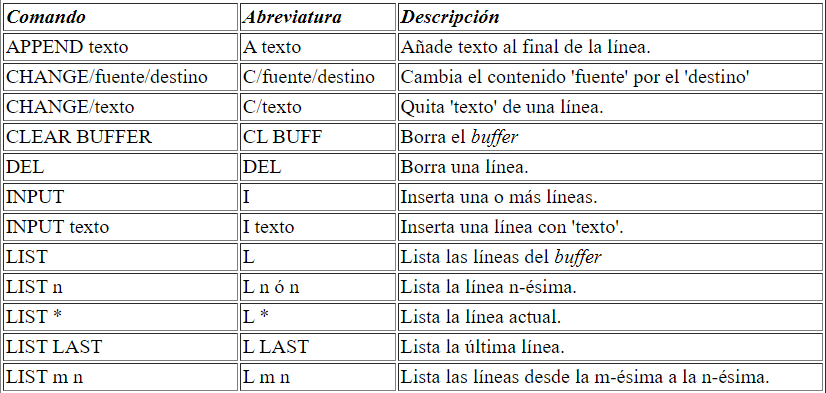 Comando Abreviatura Descripción
APPEND texto A texto Añade texto al final de la línea.
CHANGE/fuente/destino C/fuente/destino Cambia el contenido 'fuente' por el 'destino'
CHANGE/texto C/texto Quita 'texto' de una línea.
CLEAR BUFFER CL BUFF Borra el buffer
DEL DEL Borra una línea.
INPUT I Inserta una o más líneas.
INPUT texto I texto Inserta una línea con 'texto'.
LIST L Lista las líneas del buffer
LIST n L n ó n Lista la línea n-ésima.
LIST * L * Lista la línea actual.
LIST LAST L LAST Lista la última línea.
LIST m n L m n Lista las líneas desde la m-ésima a la n-ésima.